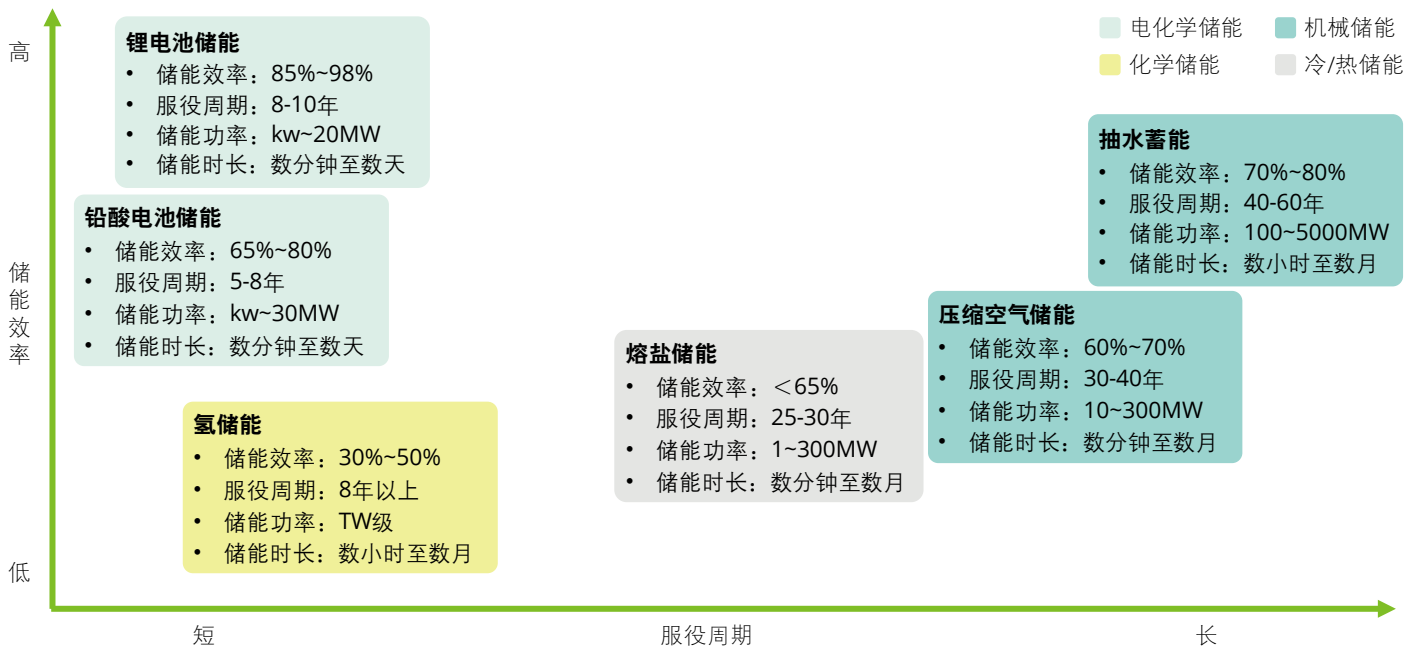 高
储能效率
低
锂电池储能
• 储能效率：85%~98%
• 服役周期：8-10年
• 储能功率：kw~20MW
• 储能时长：数分钟至数天
铅酸电池储能
• 储能效率：65%~80%
• 服役周期：5-8年
• 储能功率：kw~30MW
• 储能时长：数分钟至数天
氢储能
• 储能效率：30%~50%
• 服役周期：8年以上
• 储能功率：TW级
• 储能时长：数小时至数月
熔盐储能
• 储能效率：＜65%
• 服役周期：25-30年
• 储能功率：1~300MW
• 储能时长：数分钟至数月
压缩空气储能
• 储能效率：60%~70%
• 服役周期：30-40年
• 储能功率：10~300MW
• 储能时长：数分钟至数月
抽水蓄能
• 储能效率：70%~80%
• 服役周期：40-60年
• 储能功率：100~5000MW
• 储能时长：数小时至数月
电化学储能 机械储能
化学储能 冷/热储能
短 服役周期 长